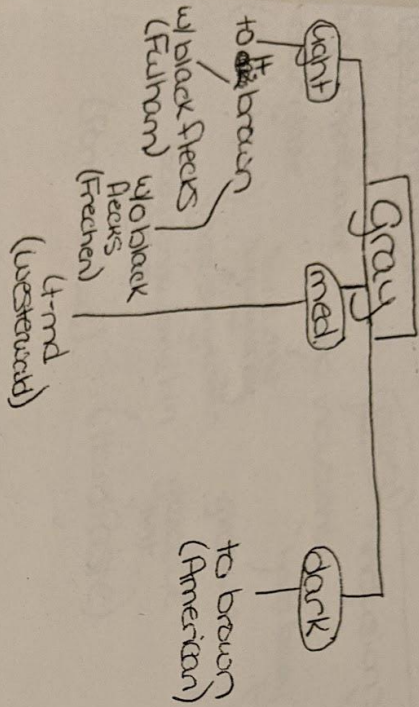 Gray
light
med
dark
to lt brown
w/ black flecks
(Fulham)
w/o black
flecks
(Frechen)
lt-md
(Westerwald)
to brown
(American)